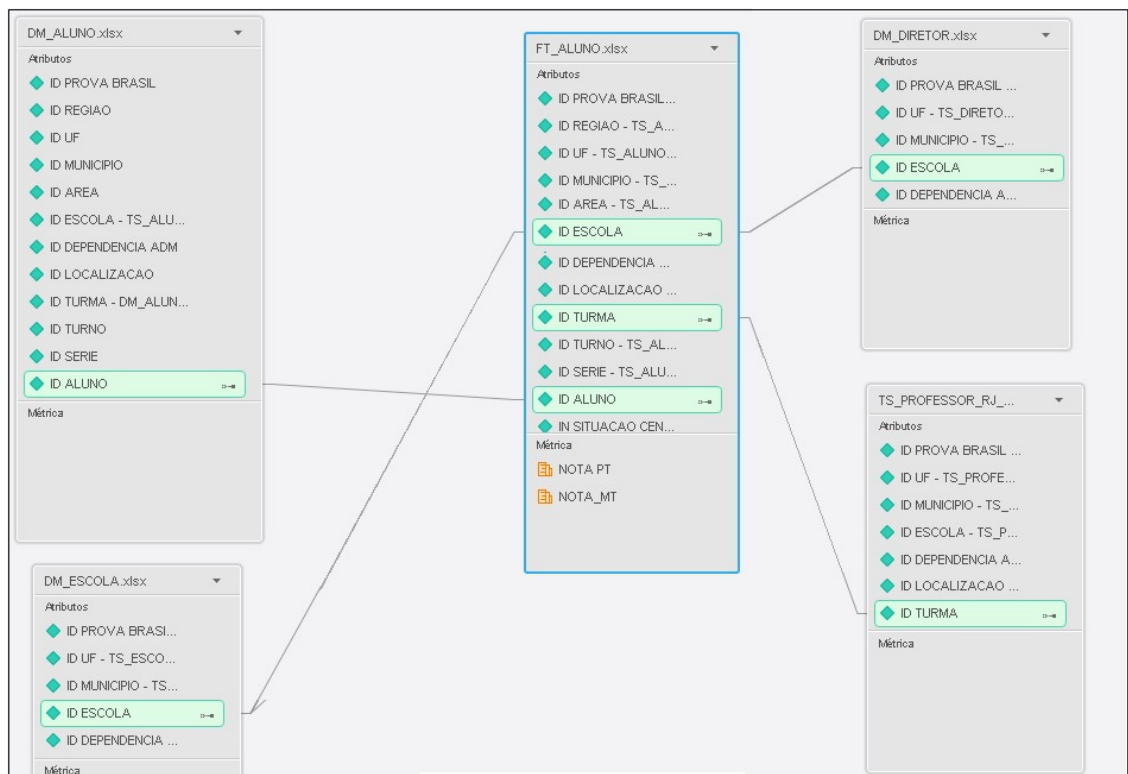 DM_ALUNO.xlsx
Atributos
ID PROVA BRASIL
ID REGIAO
ID UF
ID MUNICIPIO
ID AREA
ID ESCOLA - TS_ALU...
ID DEPENDENCIA ADM
ID LOCALIZACAO
ID TURMA - DM_ALUN...
ID TURNO
ID SERIE
ID ALUNO
Métrica
DM_ESCOLA.xlsx
Atributos
ID PROVA BRASI...
ID UF - TS_ESCO...
ID MUNICIPIO - TS...
ID ESCOLA
ID DEPENDENCIA ...
Métrica
FT_ALUNO.xlsx
Atributos
ID PROVA BRASIL...
ID REGIAO - TS_A...
ID UF - TS_ALUNO...
ID MUNICIPIO - TS_...
ID AREA - TS_AL...
ID ESCOLA
ID DEPENDENCIA ...
ID LOCALIZACAO ...
ID TURMA
ID TURNO - TS_AL...
ID SERIE - TS_ALU...
ID ALUNO
IN SITUACAO CEN...
Métrica
NOTA PT
NOTA_MT
DM_DIRETOR.xlsx
Atributos
ID PROVA BRASIL ...
ID UF - TS_DIRETO...
ID MUNICIPIO - TS_...
ID ESCOLA
ID DEPENDENCIA A...
Métrica
TS_PROFESSOR_RJ_...
Atributos
ID PROVA BRASIL ...
ID UF - TS_PROFE...
ID MUNICIPIO - TS_...
ID ESCOLA - TS_P...
ID DEPENDENCIA A...
ID LOCALIZACAO ...
ID TURMA
Métrica